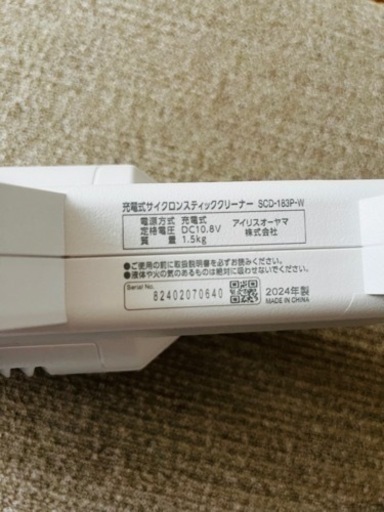 充電式サイクロンスティッククリーナー SCD-183P-W
電源方式 充電式
定格電圧 DC10.8V
質量 1.5kg
アイリスオーヤマ
株式会社
●ご使用の前に取扱説明書を必ずお読みください。
●液体や火の気のあるものは絶対に吸わせないでください。
Serial No.
82402070640
2024年製
MADE IN CHINA